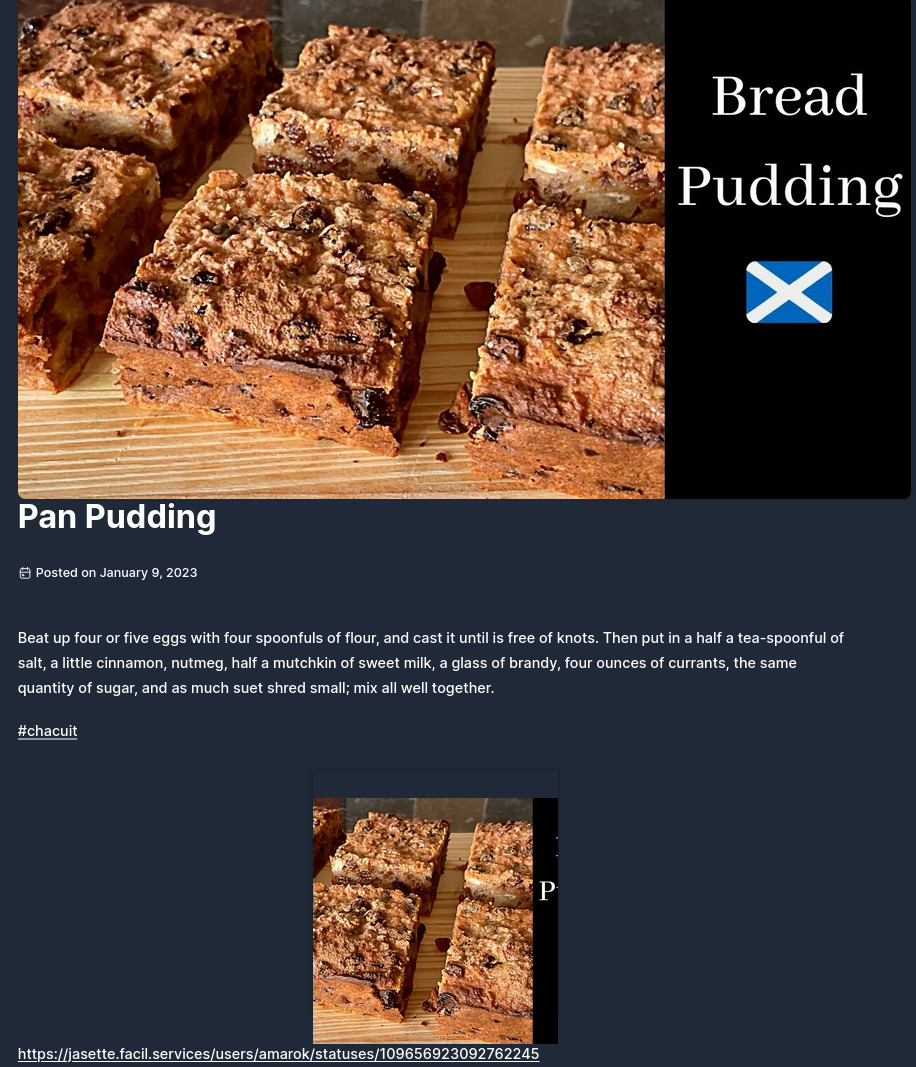 Bread
Pudding
Pan Pudding
Posted on January 9, 2023
Beat up four or five eggs with four spoonfuls of flour, and cast it until is free of knots. Then put in a half a tea-spoonful of
salt, a little cinnamon, nutmeg, half a mutchkin of sweet milk, a glass of brandy, four ounces of currants, the same
quantity of sugar, and as much suet shred small; mix all well together.
#chacuit
https://jasette.facil.services/users/amarok/statuses/109656923092762245